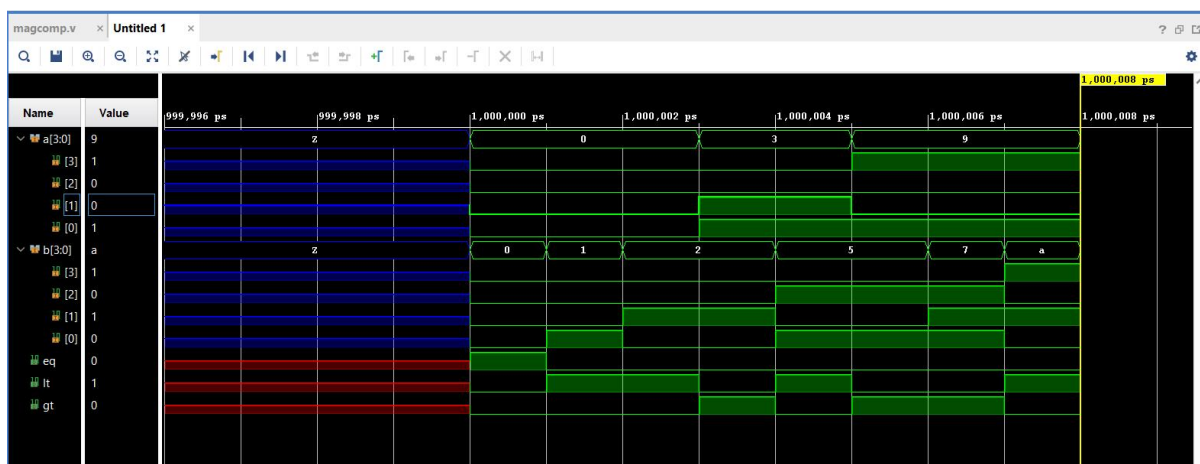 magcomp.v × Untitled 1 ×
?
1,000,008 ps
Name Value 999,996 ps 999,998 ps 1,000,000 ps 1,000,002 ps 1,000,004 ps 1,000,006 ps 1,000,008 ps
a[3:0] 9 Z 0 3 9
[3] 1
[2] 0
[1] 0
[0] 1
b[3:0] a Z 0 1 2 5 7 a
[3] 1
[2] 0
[1] 1
[0] 0
eq 0
lt 1
gt 0